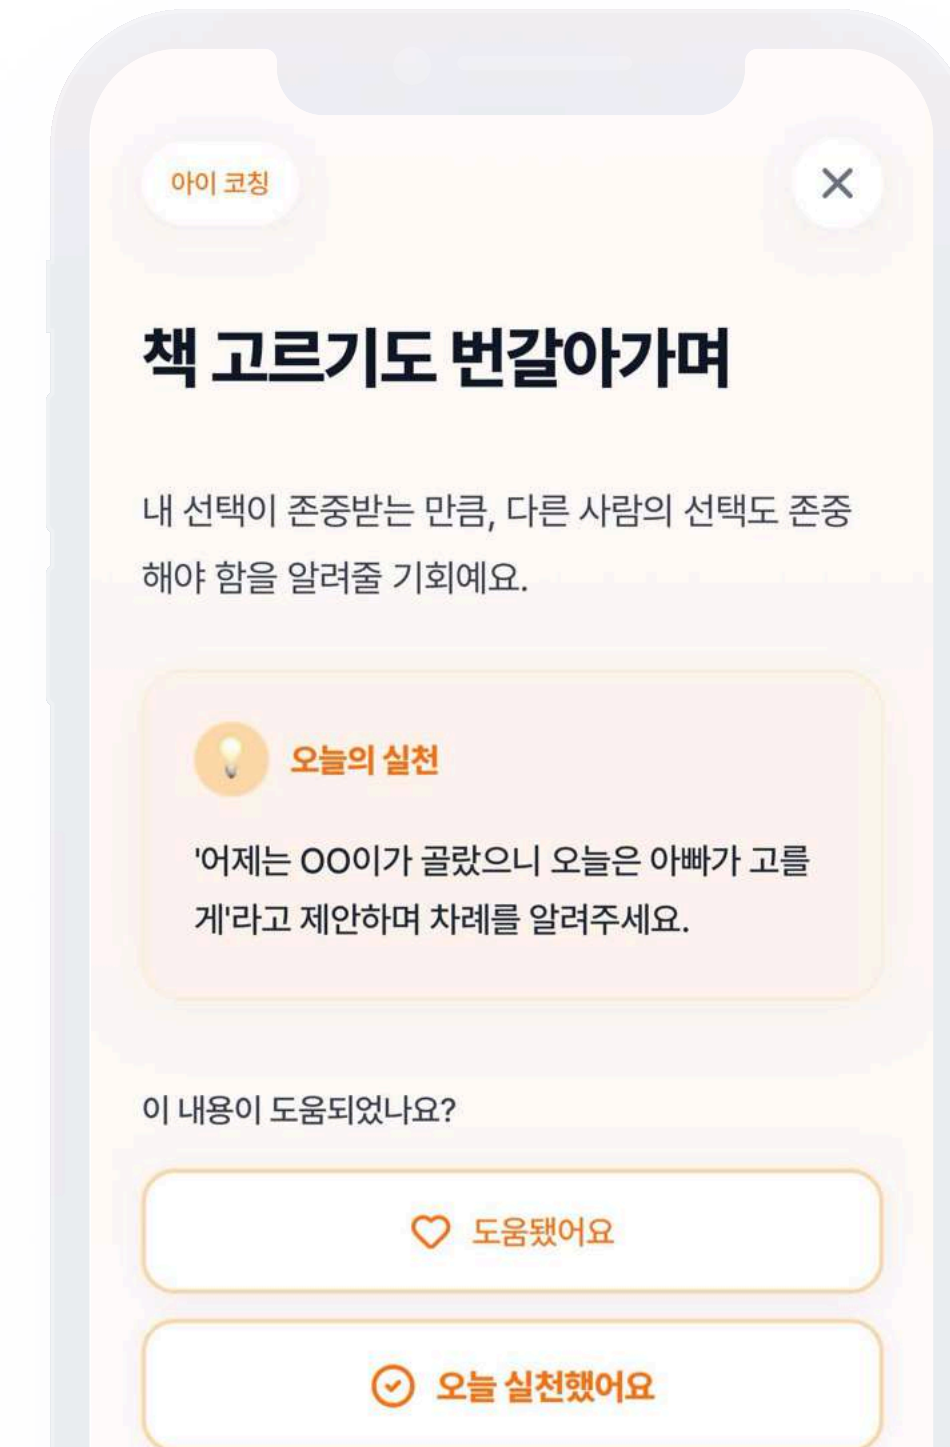 아이 코칭
책 고르기도 번갈아가며
내 선택이 존중받는 만큼, 다른 사람의 선택도 존중
해야 함을 알려줄 기회예요.
오늘의 실천
'어제는 OO이가 골랐으니 오늘은 아빠가 고를
게'라고 제안하며 차례를 알려주세요.
이 내용이 도움되었나요?
도움됐어요
오늘 실천했어요